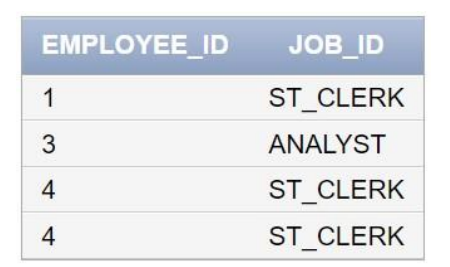 EMPLOYEE_ID JOB_ID
1 ST_CLERK
3 ANALYST
4 ST_CLERK
4 ST_CLERK